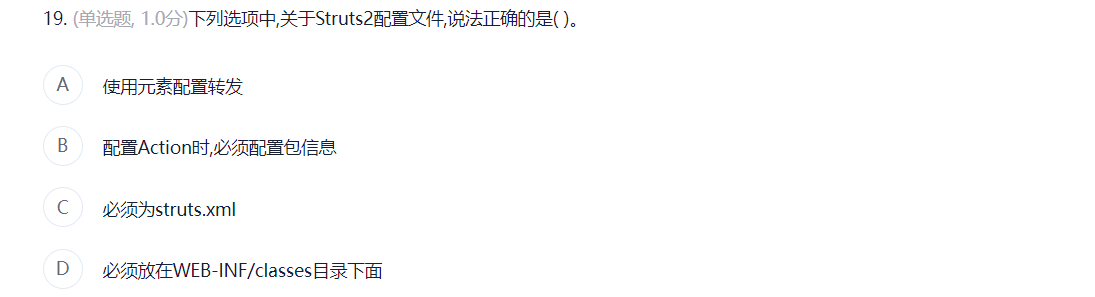 19. (单选题, 1.0分)下列选项中,关于Struts2配置文件,说法正确的是( )。
A 使用元素配置转发
B 配置Action时,必须配置包信息
C 必须为struts.xml
D 必须放在WEB-INF/classes目录下面